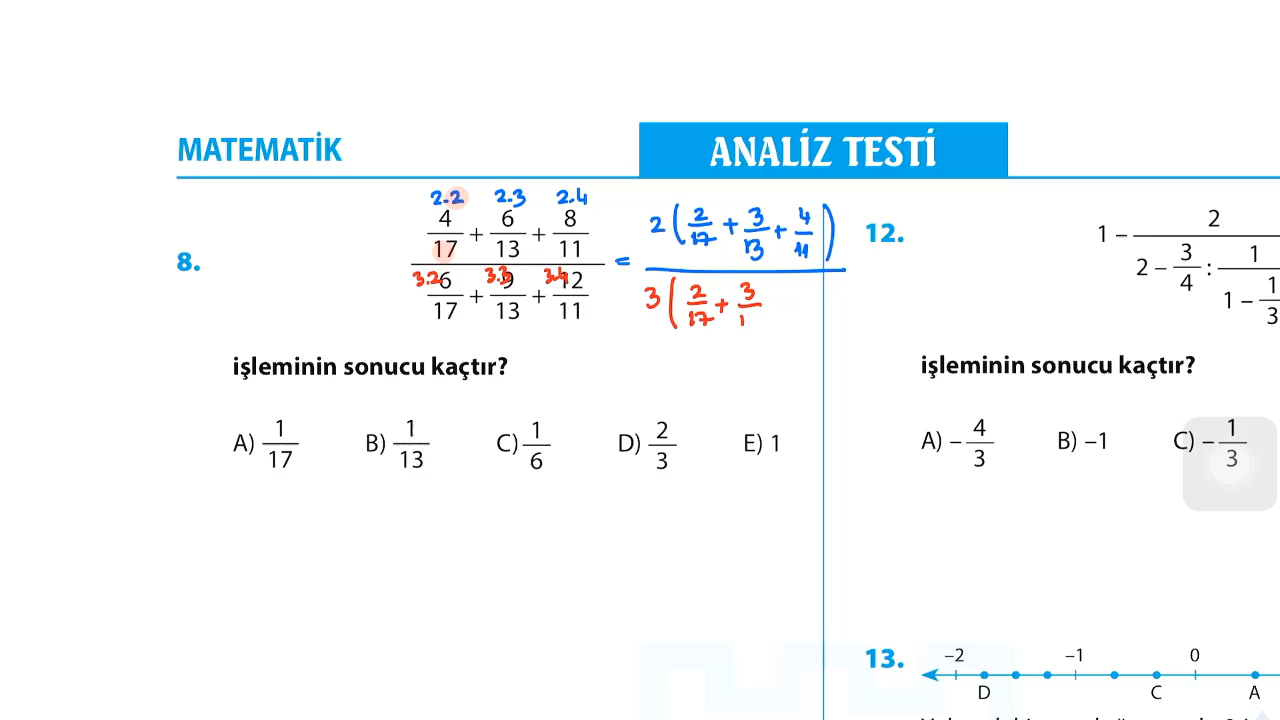 MATEMATİK
ANALİZ TESTİ
2.2 2.3 2.4
8. 4/17 + 6/13 + 8/11 = 2 ( 2/17 + 3/13 + 4/11 )
3.2 3.3 3.4
6/17 + 9/13 + 12/11 3 ( 2/17 + 3/1
işleminin sonucu kaçtır?
A) 1/17 B) 1/13 C) 1/6 D) 2/3 E) 1
12. 1 – 2
2 – 3/4 : 1
1 – 1/3
işleminin sonucu kaçtır?
A) – 4/3 B) –1 C) – 1/3
13. –2 –1 0
D C A